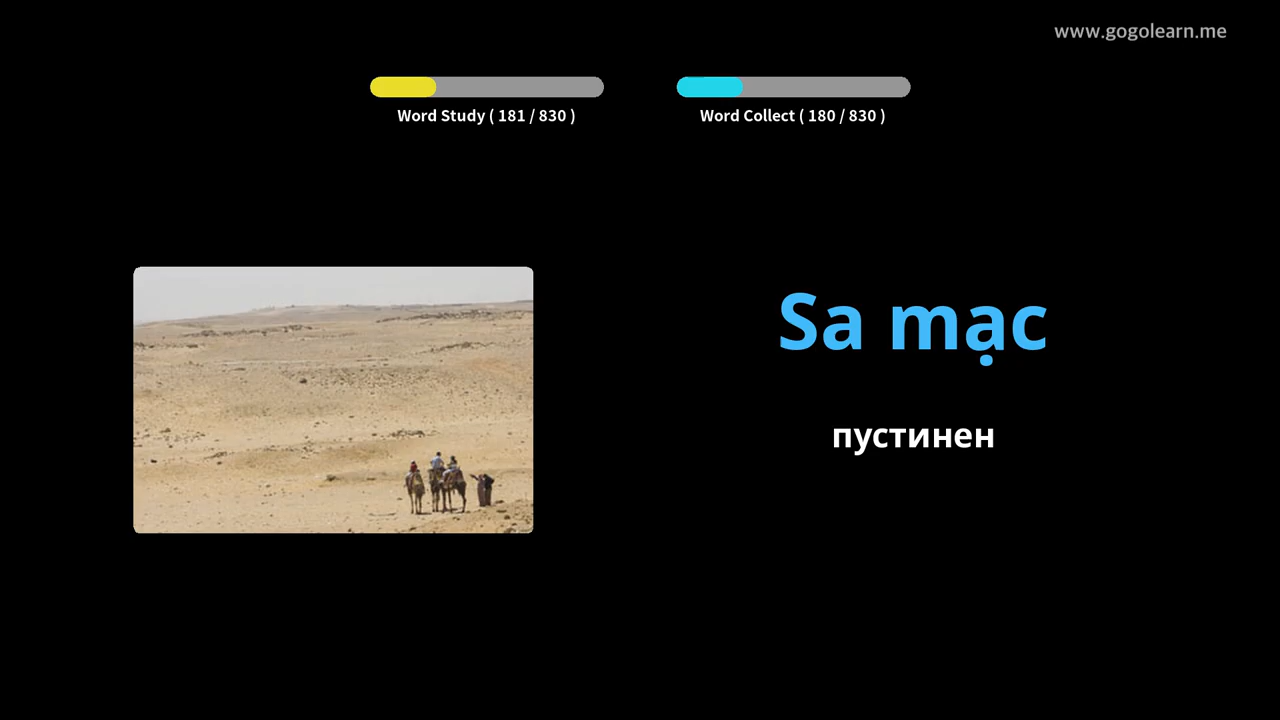 www.gogolearn.me
Word Study ( 181 / 830 )
Word Collect ( 180 / 830 )
Sa mạc
пустинен